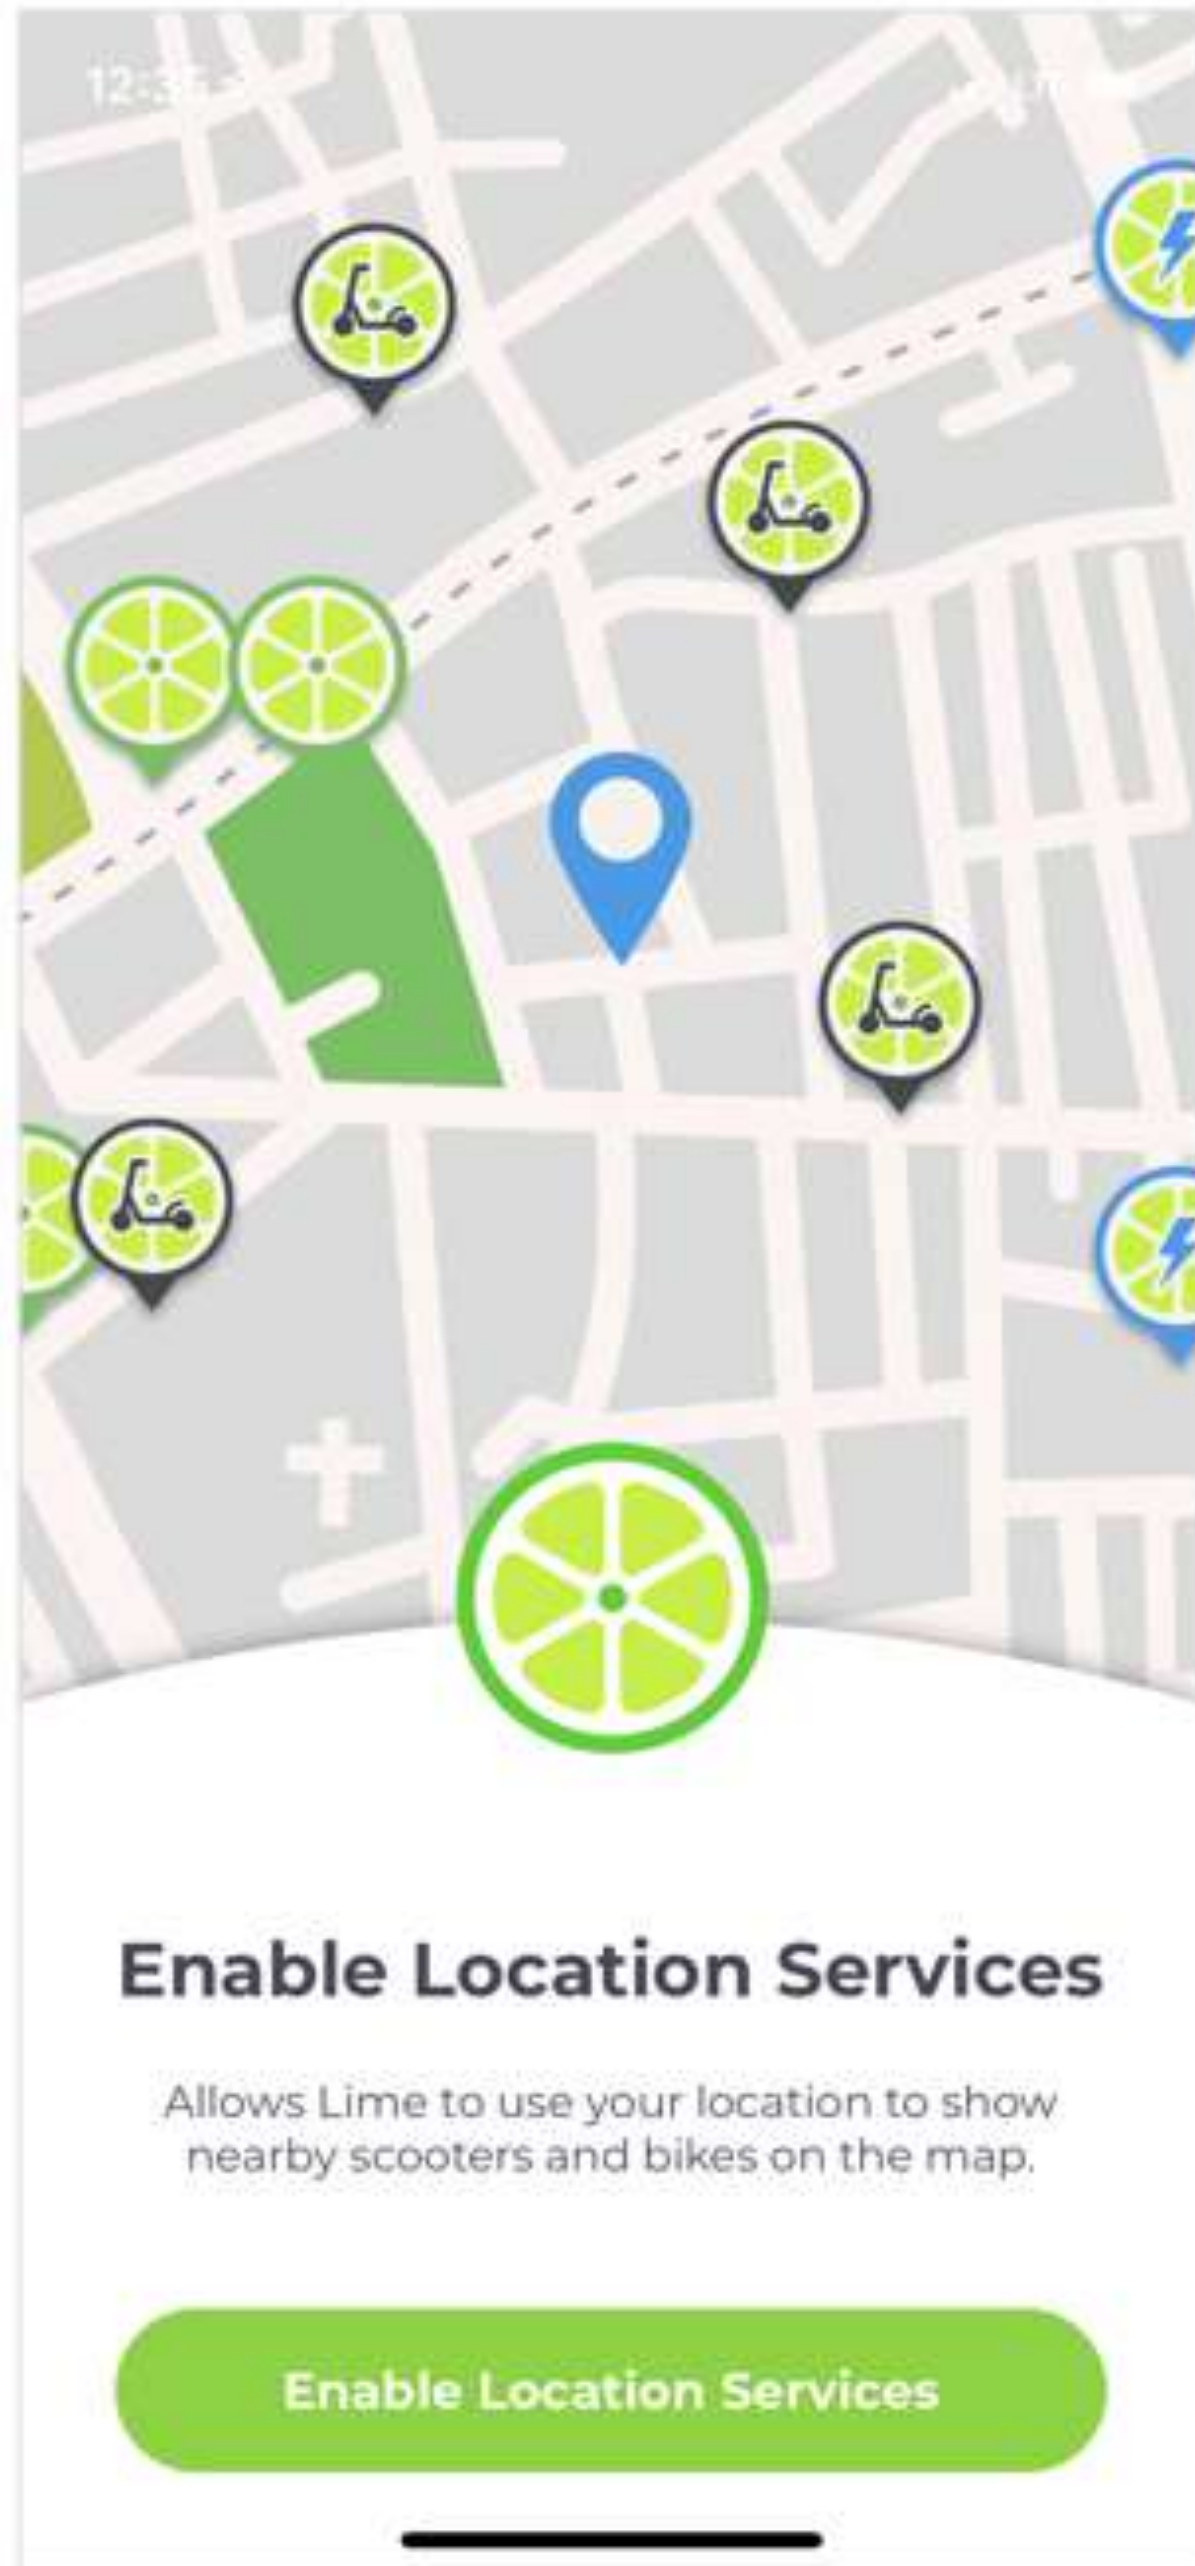 Enable Location Services
Allows Lime to use your location to show
nearby scooters and bikes on the map.
Enable Location Services